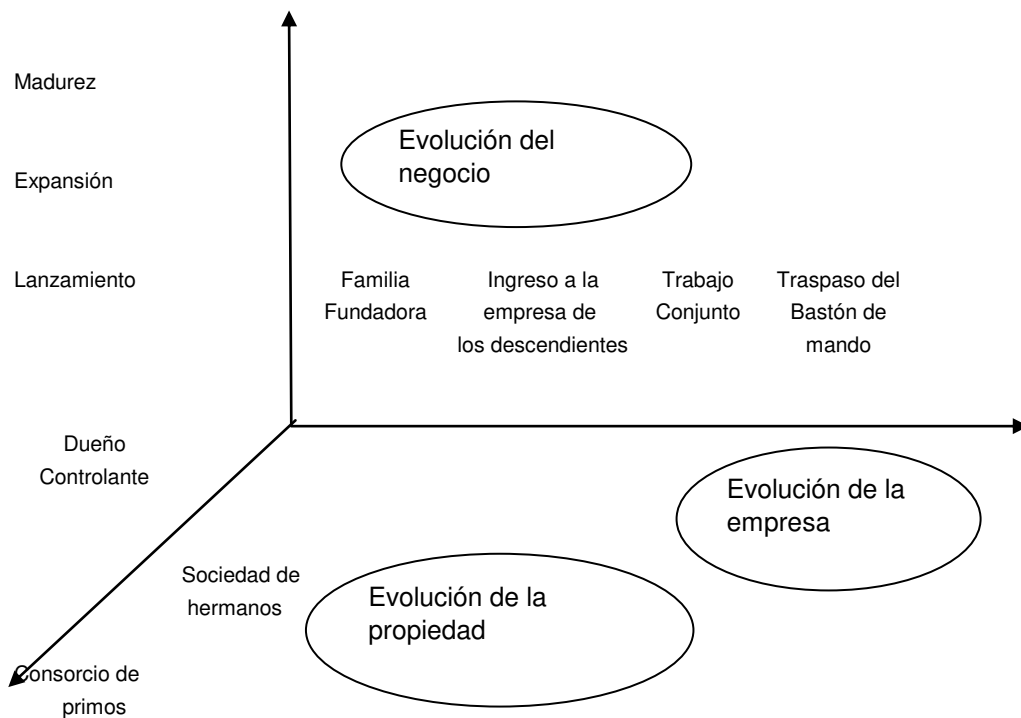 Madurez
Evolución del
negocio
Expansión
Lanzamiento
Familia
Fundadora
Ingreso a la
empresa de
los descendientes
Trabajo
Conjunto
Traspaso del
Bastón de
mando
Dueño
Controlante
Evolución de la
empresa
Sociedad de
hermanos
Evolución de la
propiedad
Consorcio de
primos